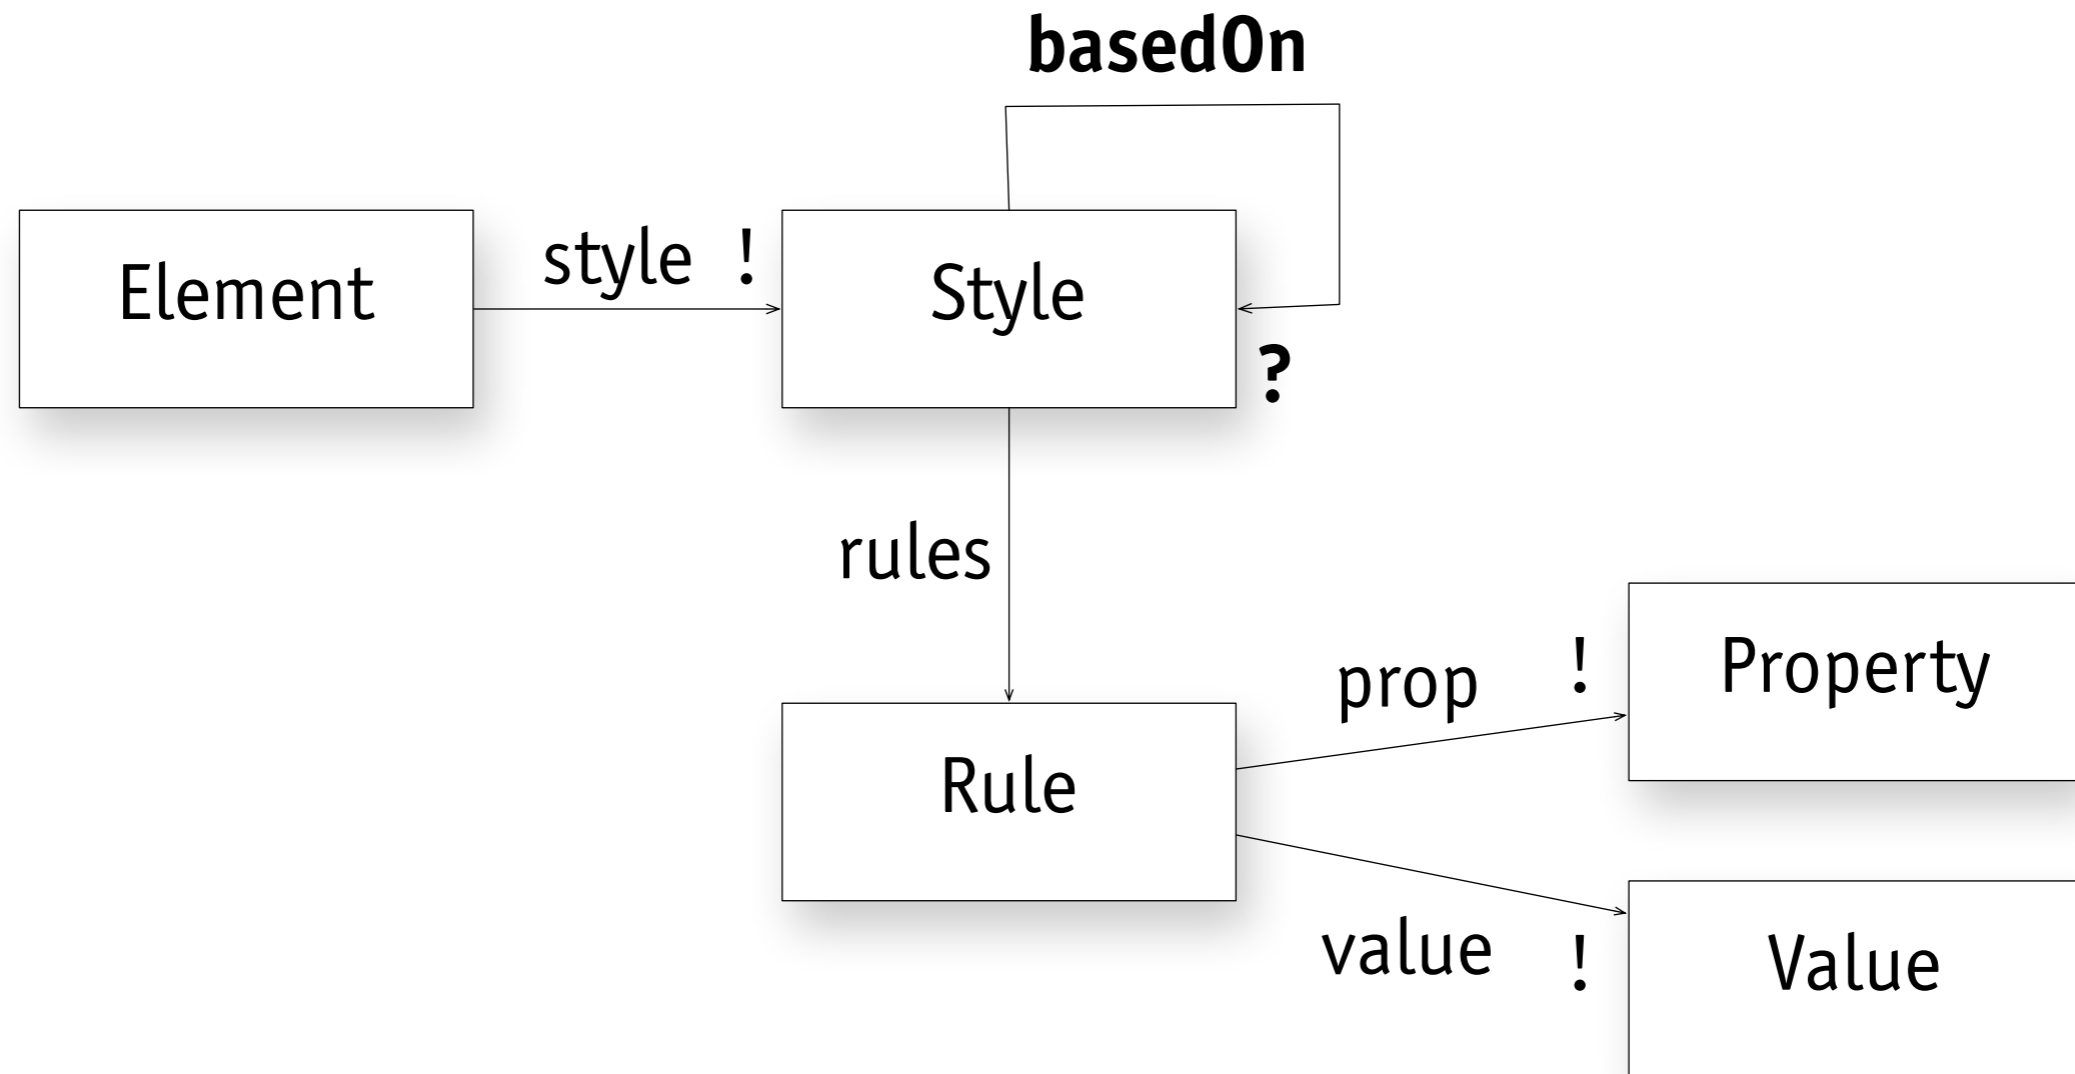 basedOn
Element
style !
Style
?
rules
Rule
prop !
Property
value !
Value